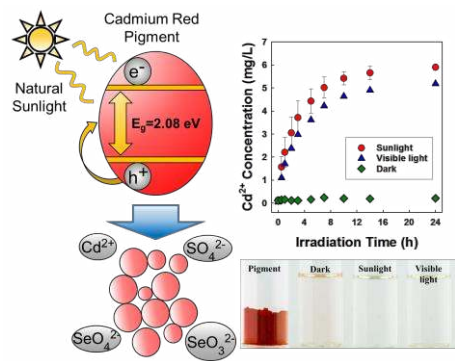 Cadmium Red
Pigment
Natural
Sunlight
e-
Eg=2.08 eV
h+
Cd2+
SO42-
SeO42-
SeO32-
Cd2+ Concentration (mg/L)
7
6
5
4
3
2
1
0
Sunlight
Visible light
Dark
0 4 8 12 16 20 24
Irradiation Time (h)
Pigment Dark Sunlight Visible
light